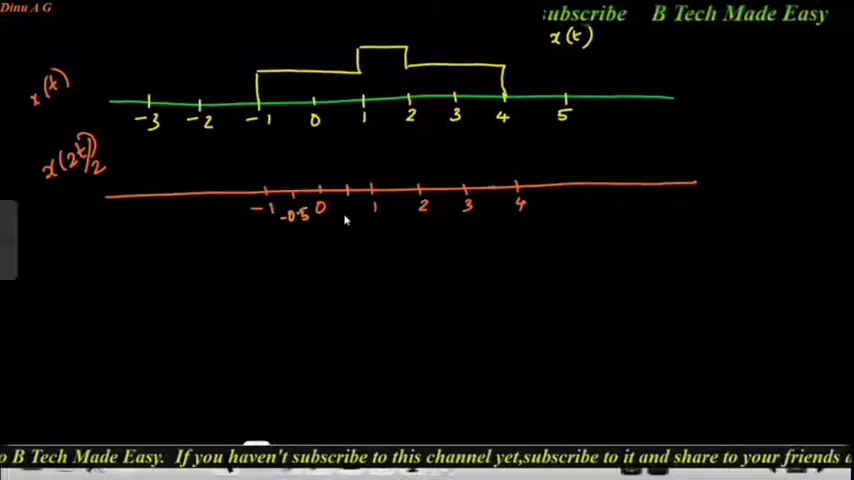 Dinu A G
subscribe B Tech Made Easy
x(t)
x(t)
-3 -2 -1 0 1 2 3 4 5
x(2t)/2
-1 -0.5 0 1 2 3 4
o B Tech Made Easy. If you haven't subscribe to this channel yet,subscribe to it and share to your friends a